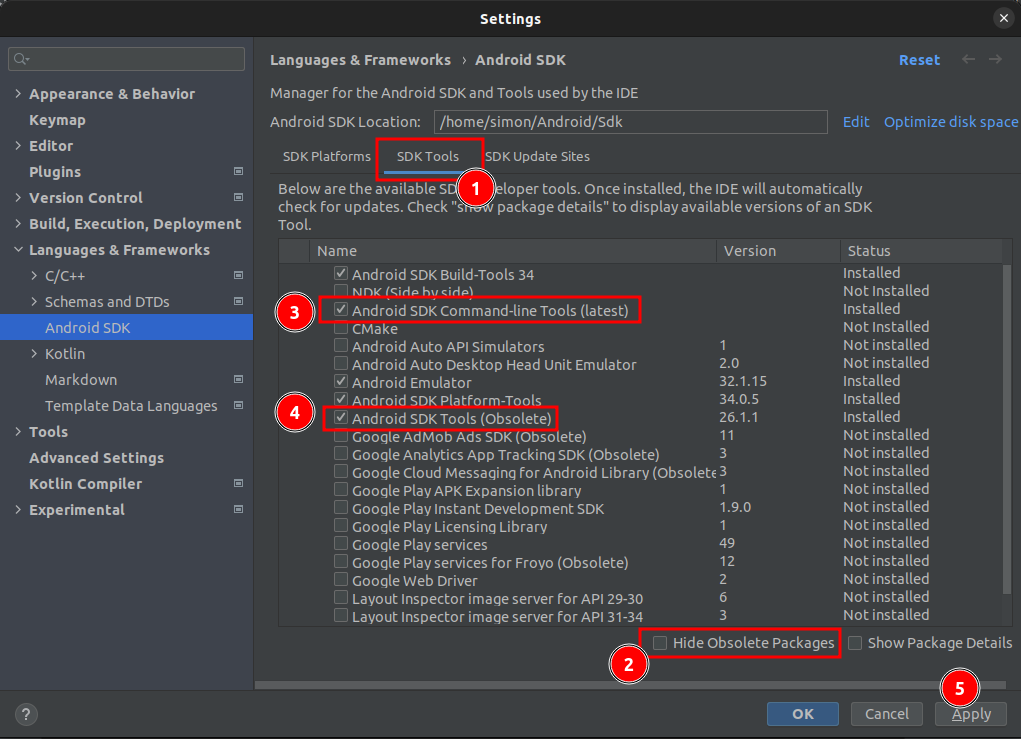 Settings
Languages & Frameworks › Android SDK
Reset
Manager for the Android SDK and Tools used by the IDE
Android SDK Location: /home/simon/Android/Sdk Edit Optimize disk space
Appearance & Behavior
Keymap
Editor
Plugins
Version Control
Build, Execution, Deployment
Languages & Frameworks
C/C++
Schemas and DTDs
Android SDK
Kotlin
Markdown
Template Data Languages
Tools
Advanced Settings
Kotlin Compiler
Experimental
SDK Platforms SDK Tools SDK Update Sites
1
Below are the available SD eloper tools. Once installed, the IDE will automatically
check for updates. Check "show package details" to display available versions of an SDK
Tool.
Name Version Status
Android SDK Build-Tools 34 Installed
NDK (Side by side) Not Installed
3 Android SDK Command-line Tools (latest) Installed
CMake Not Installed
Android Auto API Simulators 1 Not installed
Android Auto Desktop Head Unit Emulator 2.0 Not installed
Android Emulator 32.1.15 Installed
Android SDK Platform-Tools 34.0.5 Installed
4 Android SDK Tools (Obsolete) 26.1.1 Installed
Google AdMob Ads SDK (Obsolete) 11 Not installed
Google Analytics App Tracking SDK (Obsolete) 3 Not installed
Google Cloud Messaging for Android Library (Obsolete 3 Not installed
Google Play APK Expansion library 1 Not installed
Google Play Instant Development SDK 1.9.0 Not installed
Google Play Licensing Library 1 Not installed
Google Play services 49 Not installed
Google Play services for Froyo (Obsolete) 12 Not installed
Google Web Driver 2 Not installed
Layout Inspector image server for API 29-30 6 Not installed
Layout Inspector image server for API 31-34 3 Not installed
Hide Obsolete Packages Show Package Details
2
5
? OK Cancel Apply